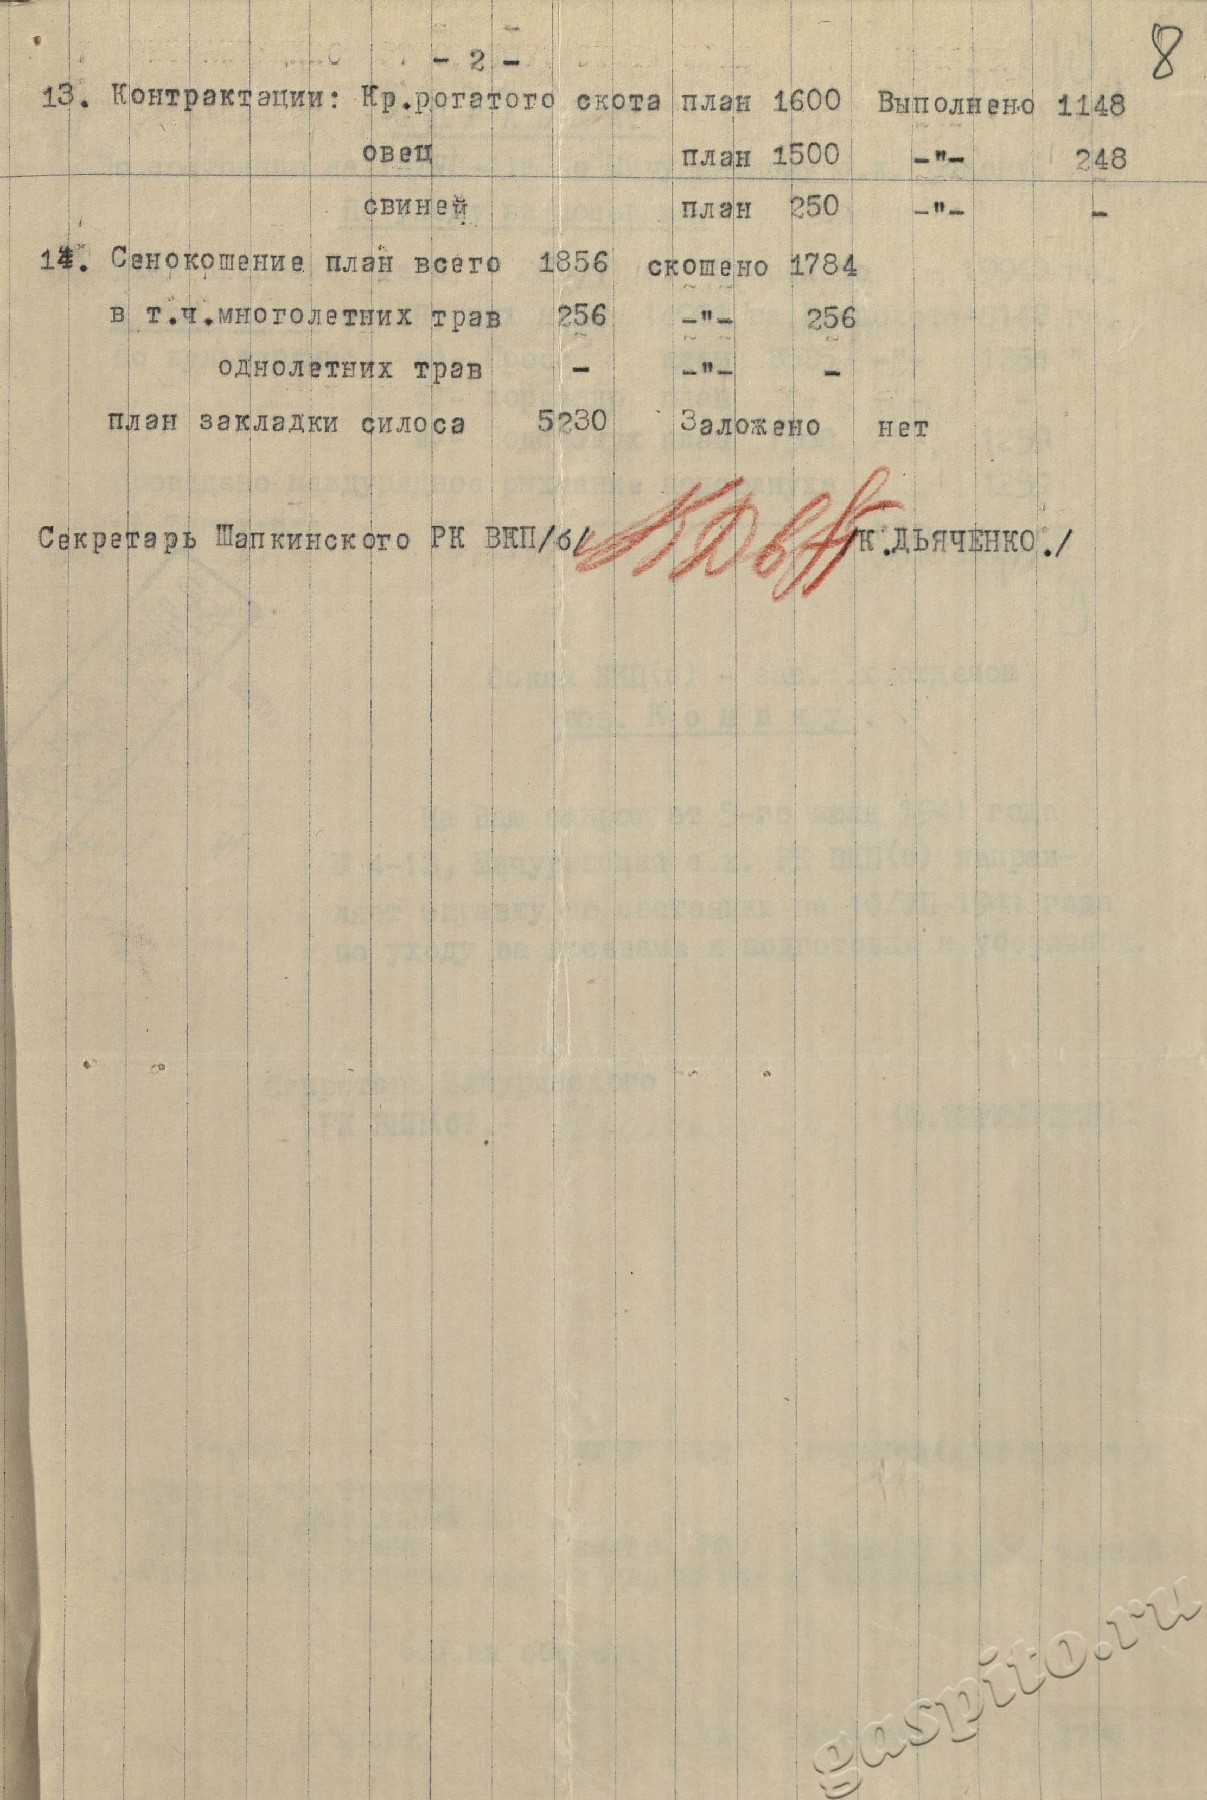 8
- 2 -
13. Контрактации: Кр.рогатого скота план 1600 Выполнено 1148
овец план 1500 -"- 248
свиней план 250 -"- -
14. Сенокошение план всего 1856 скошено 1784
в т.ч.многолетних трав 256 -"- 256
однолетних трав - -"- -
план закладки силоса 5230 Заложено нет
Секретарь Шапкинского РК ВКП/б/ /К.ДЬЯЧЕНКО./
gaspito.ru